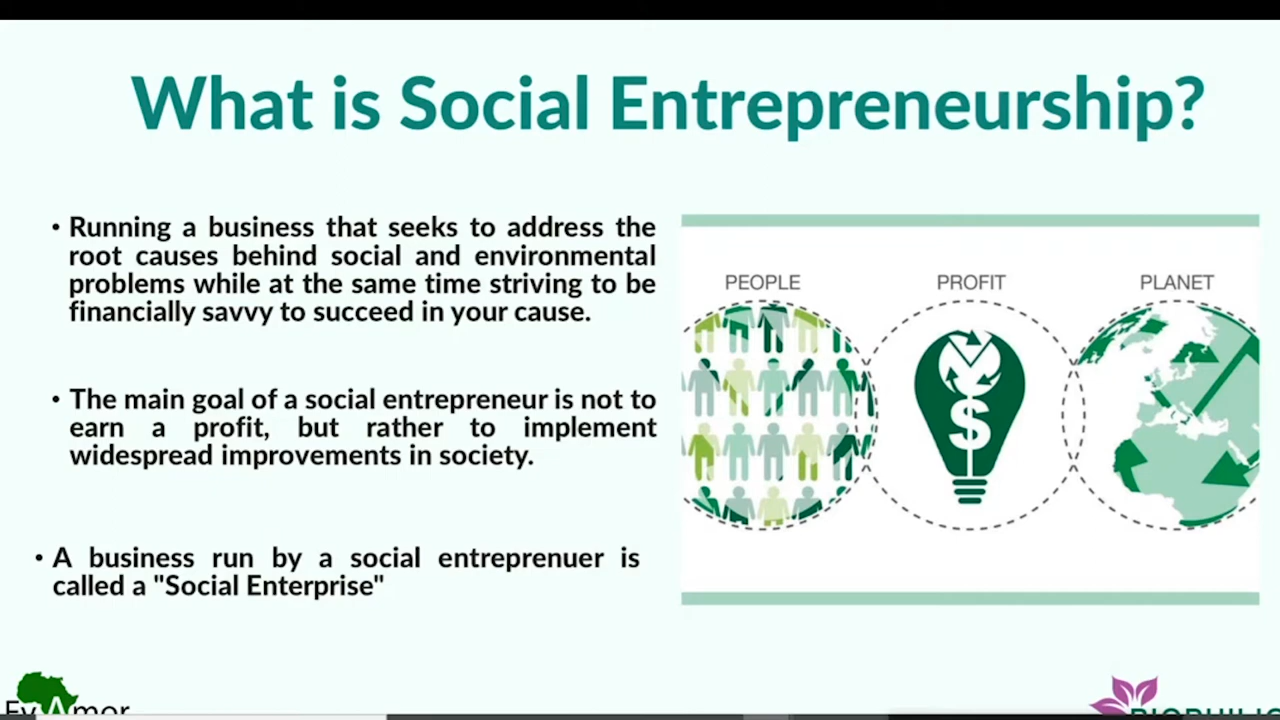 What is Social Entrepreneurship?
• Running a business that seeks to address the
root causes behind social and environmental
problems while at the same time striving to be
financially savvy to succeed in your cause.
• The main goal of a social entrepreneur is not to
earn a profit, but rather to implement
widespread improvements in society.
• A business run by a social entreprenuer is
called a "Social Enterprise"
PEOPLE PROFIT PLANET
$